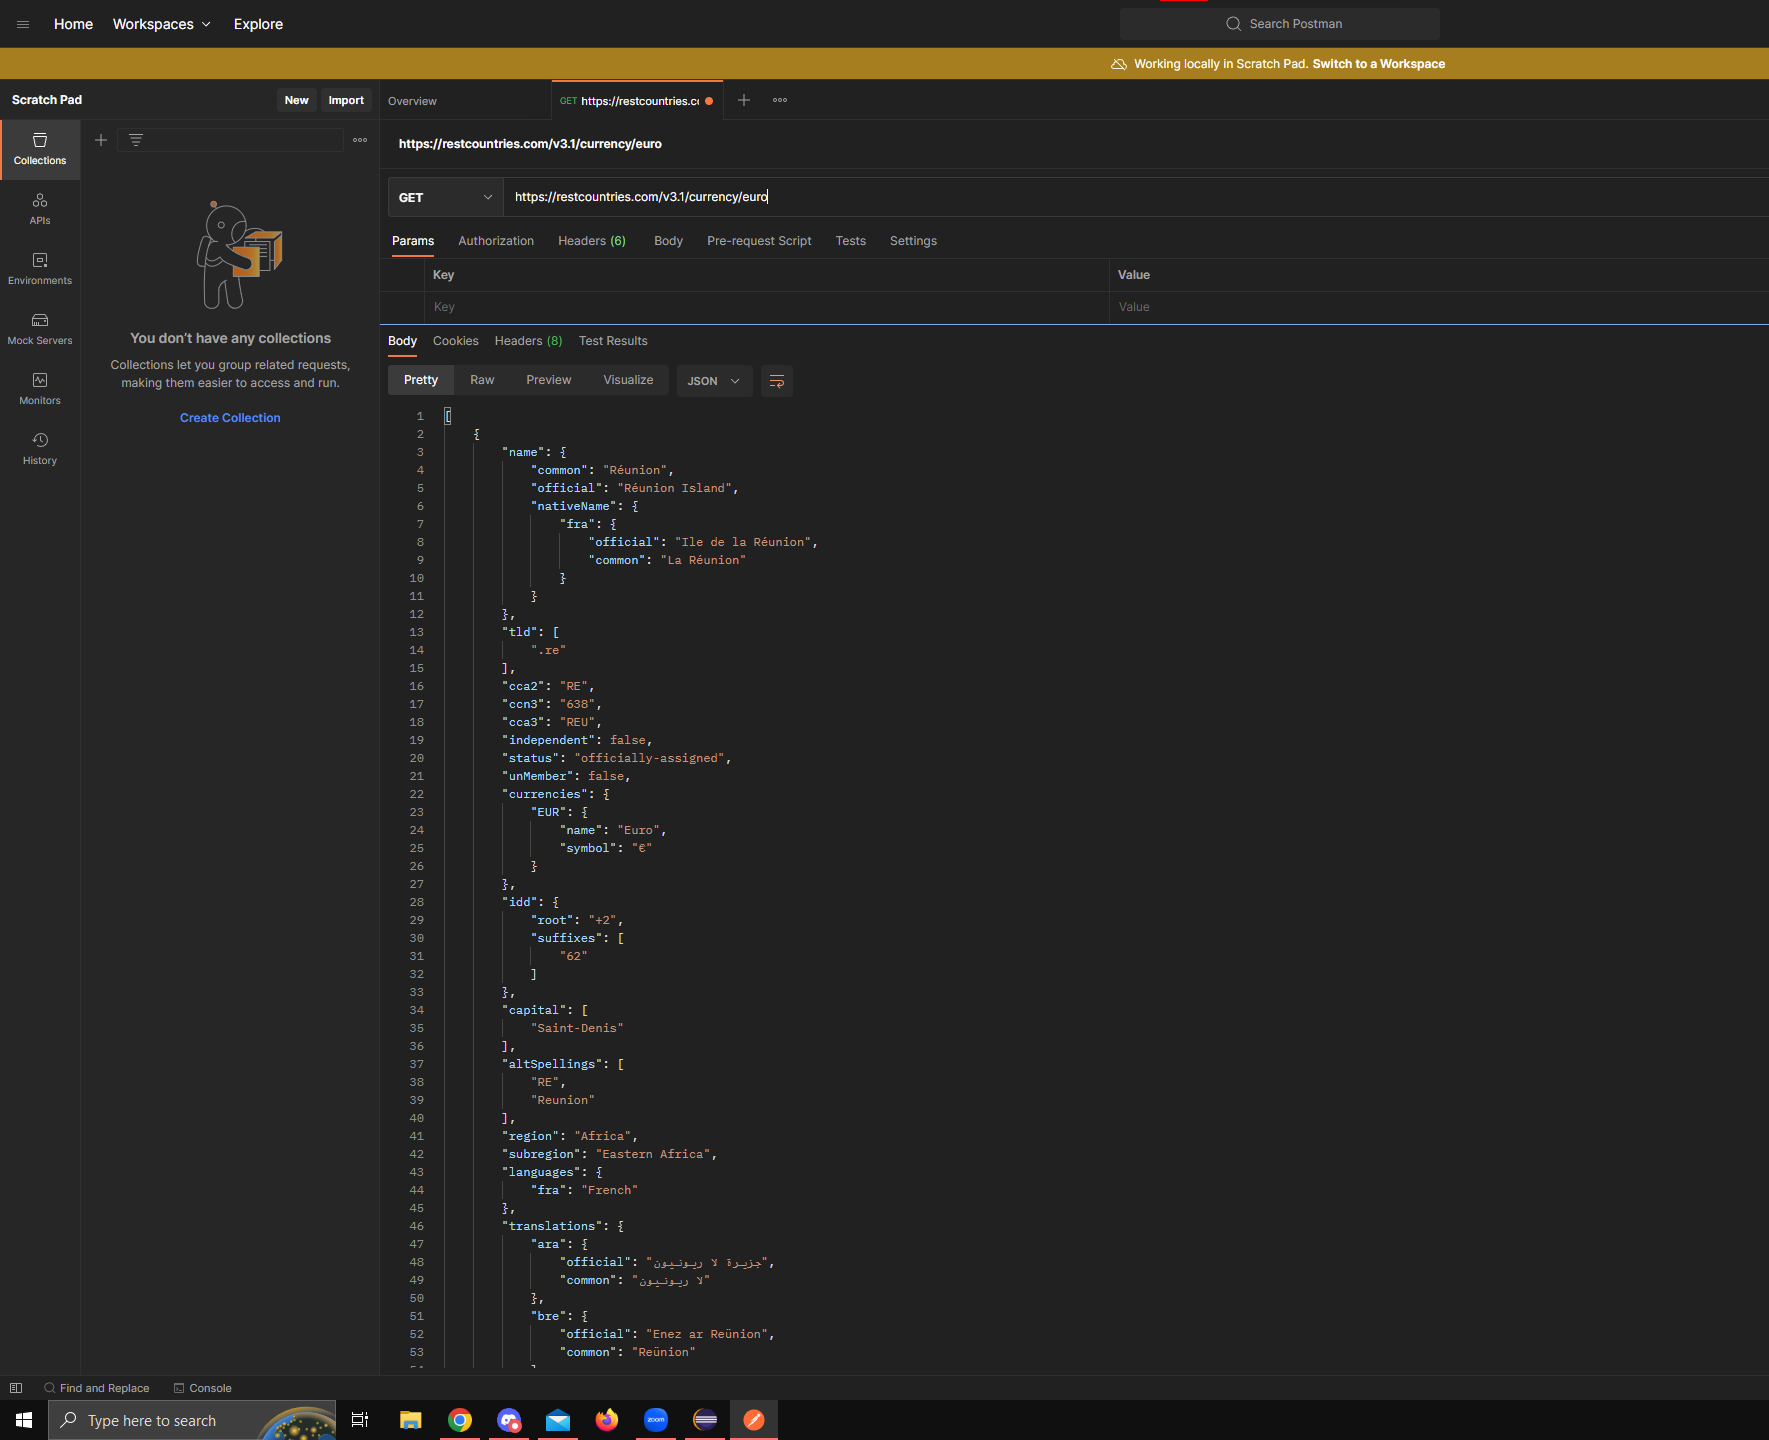 Home Workspaces Explore Search Postman
Working locally in Scratch Pad. Switch to a Workspace
Scratch Pad New Import Overview GET https://restcountries.cc
Collections
APIs
Environments
Mock Servers
Monitors
History
You don’t have any collections
Collections let you group related requests,
making them easier to access and run.
Create Collection
https://restcountries.com/v3.1/currency/euro
GET https://restcountries.com/v3.1/currency/euro
Params Authorization Headers (6) Body Pre-request Script Tests Settings
Key Value
Key Value
Body Cookies Headers (8) Test Results
Pretty Raw Preview Visualize JSON
1 [
2 {
3 "name": {
4 "common": "Réunion",
5 "official": "Réunion Island",
6 "nativeName": {
7 "fra": {
8 "official": "Ile de la Réunion",
9 "common": "La Réunion"
10 }
11 }
12 },
13 "tld": [
14 ".re"
15 ],
16 "cca2": "RE",
17 "ccn3": "638",
18 "cca3": "REU",
19 "independent": false,
20 "status": "officially-assigned",
21 "unMember": false,
22 "currencies": {
23 "EUR": {
24 "name": "Euro",
25 "symbol": "€"
26 }
27 },
28 "idd": {
29 "root": "+2",
30 "suffixes": [
31 "62"
32 ]
33 },
34 "capital": [
35 "Saint-Denis"
36 ],
37 "altSpellings": [
38 "RE",
39 "Reunion"
40 ],
41 "region": "Africa",
42 "subregion": "Eastern Africa",
43 "languages": {
44 "fra": "French"
45 },
46 "translations": {
47 "ara": {
48 "official": "جزيرة لا ريونيون",
49 "common": "لا ريونيون"
50 },
51 "bre": {
52 "official": "Enez ar Reünion",
53 "common": "Reünion"
Find and Replace Console
Type here to search
zoom